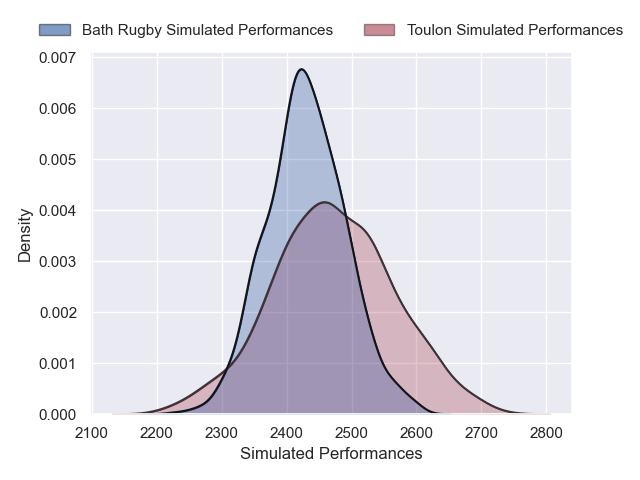 Bath Rugby Simulated Performances Toulon Simulated Performances
0.007
0.006
0.005
0.004
0.003
0.002
0.001
0.000
Density
2100 2200 2300 2400 2500 2600 2700 2800
Simulated Performances